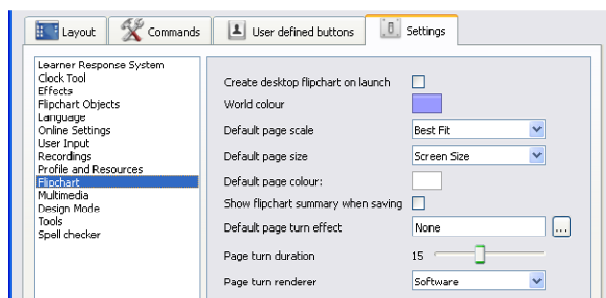 Layout Commands User defined buttons Settings
Learner Response System
Clock Tool
Effects
Flipchart Objects
Language
Online Settings
User Input
Recordings
Profile and Resources
Flipchart
Multimedia
Design Mode
Tools
Spell checker
Create desktop flipchart on launch
World colour
Default page scale Best Fit
Default page size Screen Size
Default page colour:
Show flipchart summary when saving
Default page turn effect None ...
Page turn duration 15
Page turn renderer Software